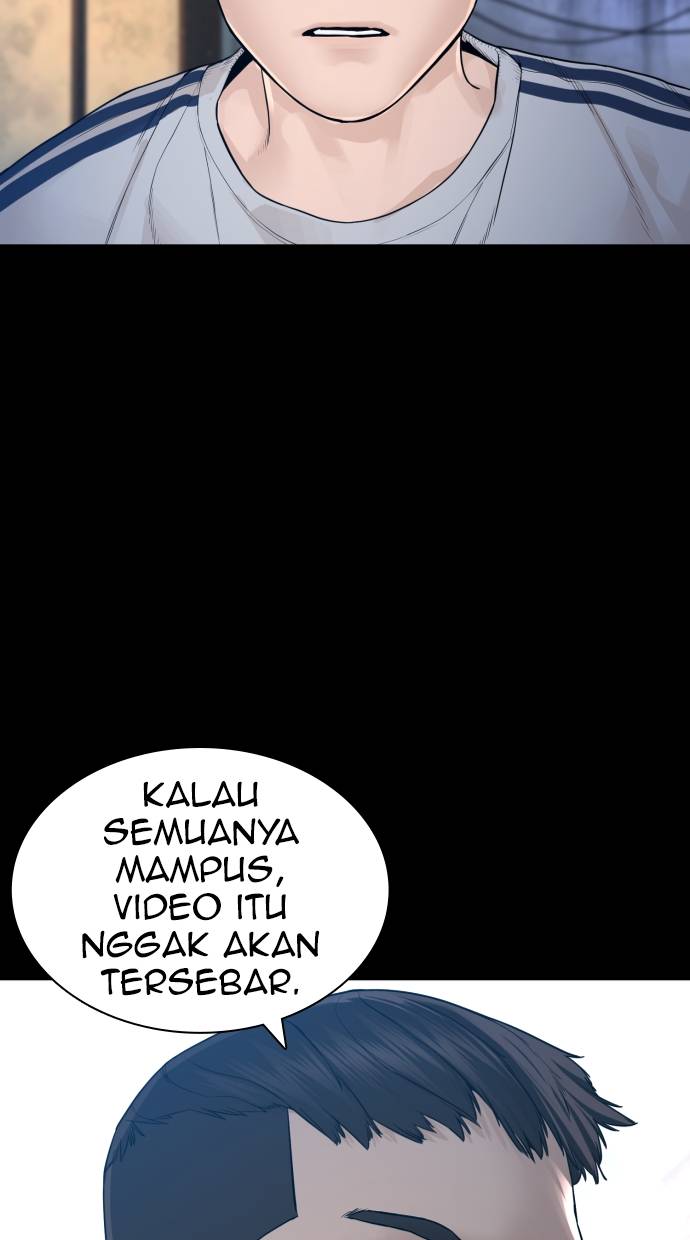 KALAU
SEMUANYA
MAMPUS,
VIDEO ITU
NGGAK AKAN
TERSEBAR.